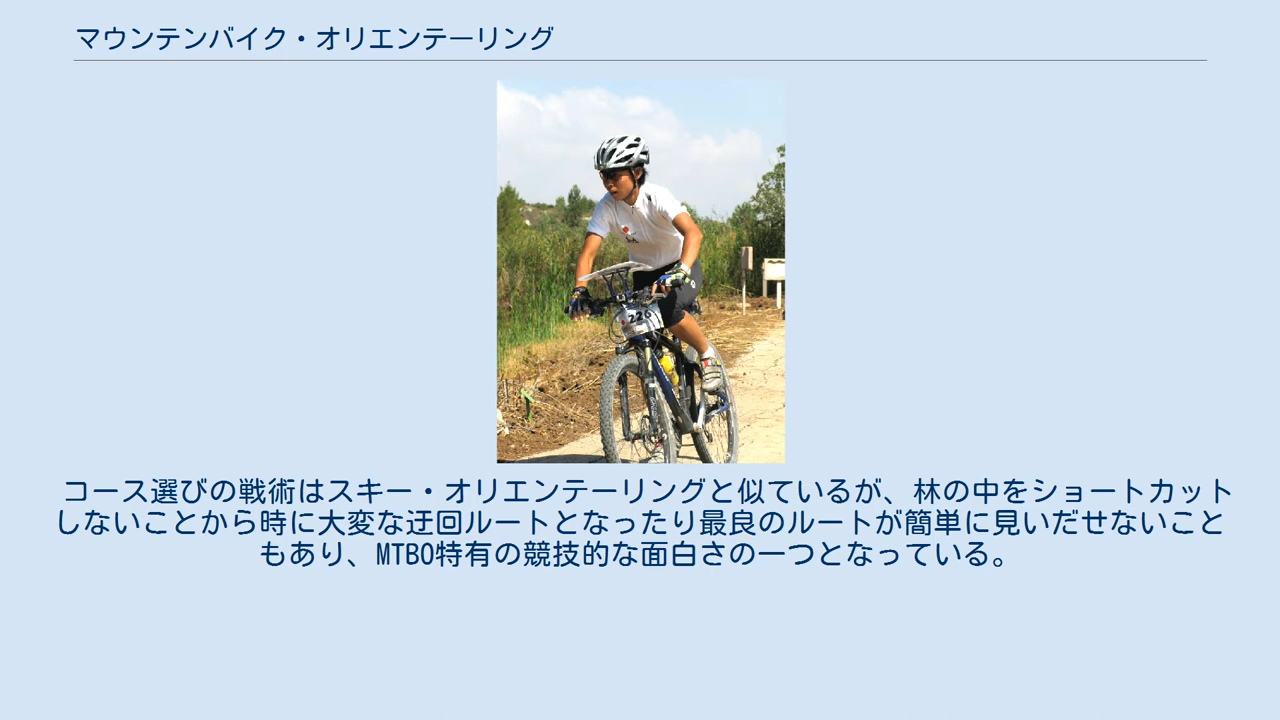 マウンテンバイク・オリエンテーリング
226
コース選びの戦術はスキー・オリエンテーリングと似ているが、林の中をショートカット
しないことから時に大変な迂回ルートとなったり最良のルートが簡単に見いだせないこと
もあり、MTBO特有の競技的な面白さの一つとなっている。